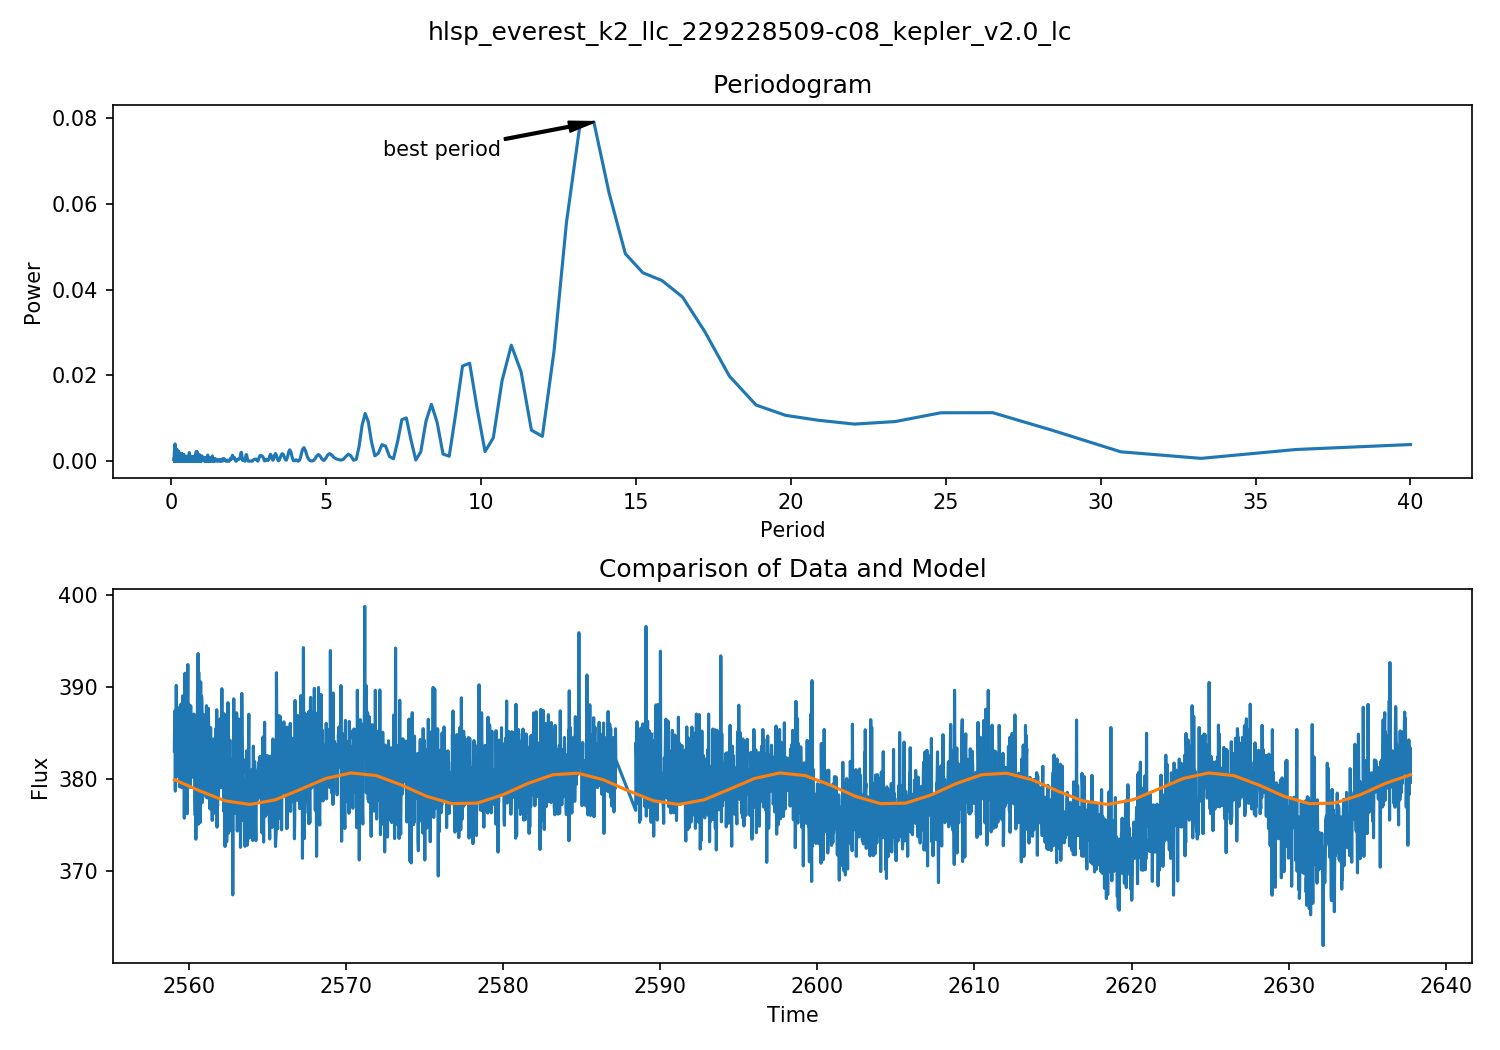 hlsp_everest_k2_llc_229228509-c08_kepler_v2.0_lc
Periodogram
0.08
0.06
0.04
0.02
0.00
Power
best period
0 5 10 15 20 25 30 35 40
Period
Comparison of Data and Model
400
390
380
370
Flux
2560 2570 2580 2590 2600 2610 2620 2630 2640
Time